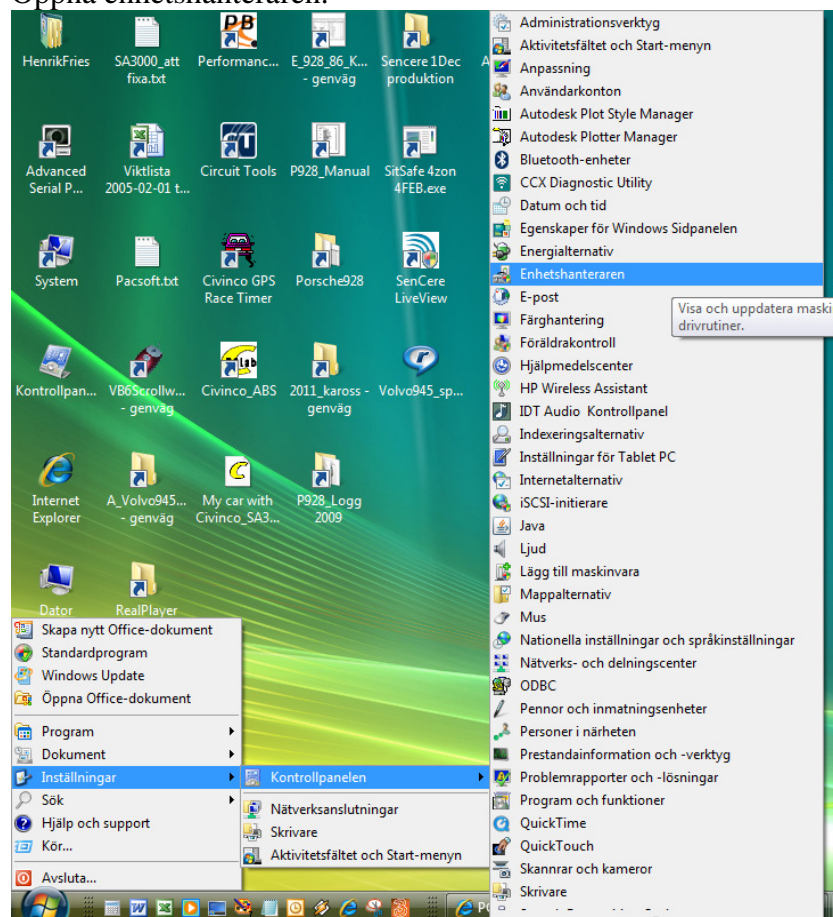 Öppna enhetshanteraren.
HenrikFries
SA3000_att
fixa.txt
Performanc...
E_928_86_K...
- genväg
Sencere 1Dec
produktion
Advanced
Serial P...
Viktlista
2005-02-01 t...
Circuit Tools
P928_Manual
SitSafe 4zon
4FEB.exe
System
Pacsoft.txt
Civinco GPS
Race Timer
Porsche928
SenCere
LiveView
Kontrollpan...
VB6Scrollw...
- genväg
Civinco_ABS
2011_kaross -
genväg
Volvo945_sp...
Internet
Explorer
A_Volvo945...
- genväg
My car with
Civinco_SA3...
P928_Logg
2009
Dator
RealPlayer
Skapa nytt Office-dokument
Standardprogram
Windows Update
Öppna Office-dokument
Program
Dokument
Inställningar
Sök
Hjälp och support
Kör...
Avsluta...
Kontrollpanelen
Nätverksanslutningar
Skrivare
Aktivitetsfältet och Start-menyn
Administrationsverktyg
Aktivitetsfältet och Start-menyn
Anpassning
Användarkonton
Autodesk Plot Style Manager
Autodesk Plotter Manager
Bluetooth-enheter
CCX Diagnostic Utility
Datum och tid
Egenskaper för Windows Sidpanelen
Energialternativ
Enhetshanteraren
E-post
Färghantering
Föräldrakontroll
Hjälpmedelscenter
HP Wireless Assistant
IDT Audio Kontrollpanel
Indexeringsalternativ
Inställningar för Tablet PC
Internetalternativ
iSCSI-initierare
Java
Ljud
Lägg till maskinvara
Mappalternativ
Mus
Nationella inställningar och språkinställningar
Nätverks- och delningscenter
ODBC
Pennor och inmatningsenheter
Personer i närheten
Prestandainformation och -verktyg
Problemrapporter och -lösningar
Program och funktioner
QuickTime
QuickTouch
Skannrar och kameror
Skrivare
Visa och uppdatera maski
drivrutiner.